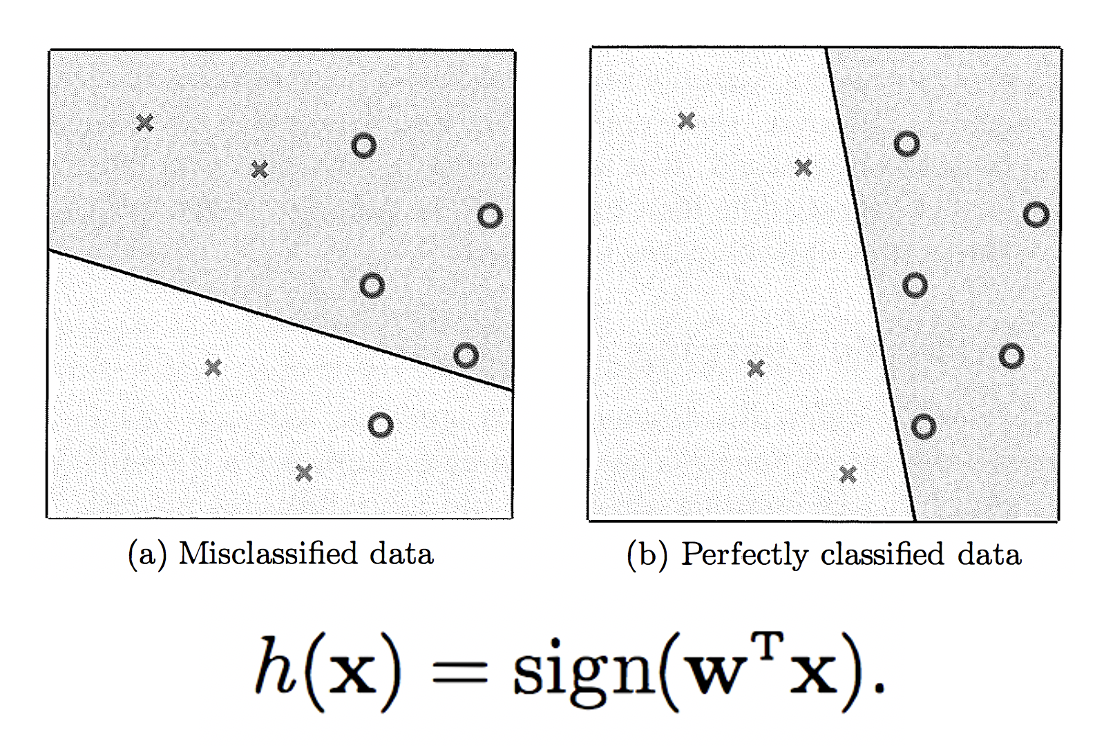 (a) Misclassified data
(b) Perfectly classified data
h(x) = sign(wᵀx).